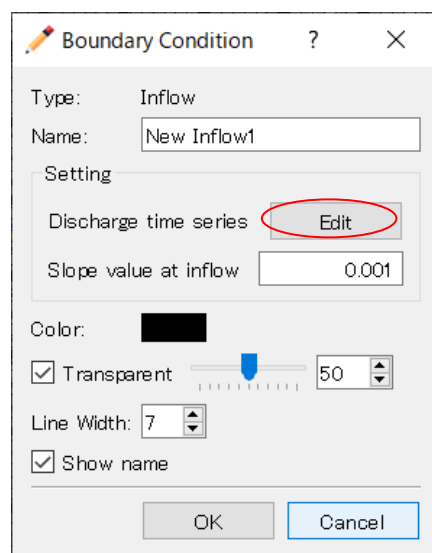 Boundary Condition ?
Type: Inflow
Name: New Inflow1
Setting
Discharge time series Edit
Slope value at inflow 0.001
Color:
Transparent 50
Line Width: 7
Show name
OK Cancel